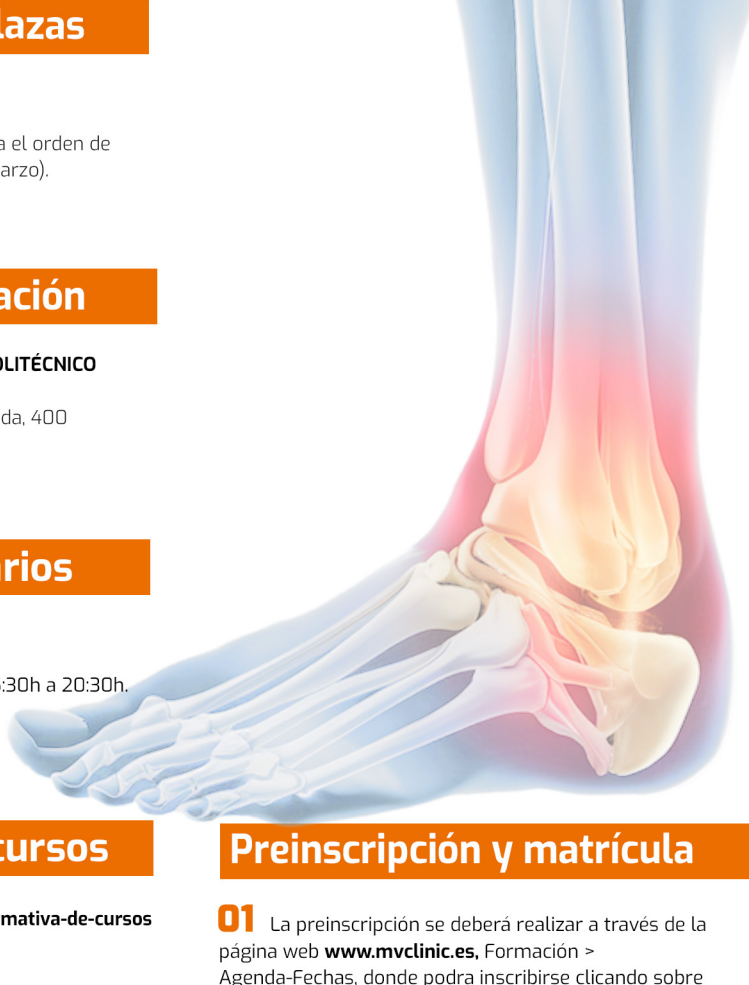 lazas
a el orden de
arzo).
ación
OLITÉCNICO
da, 400
rios
:30h a 20:30h.
cursos
mativa-de-cursos
Preinscripción y matrícula
01 La preinscripción se deberá realizar a través de la
página web www.mvclinic.es, Formación >
Agenda-Fechas, donde podra inscribirse clicando sobre